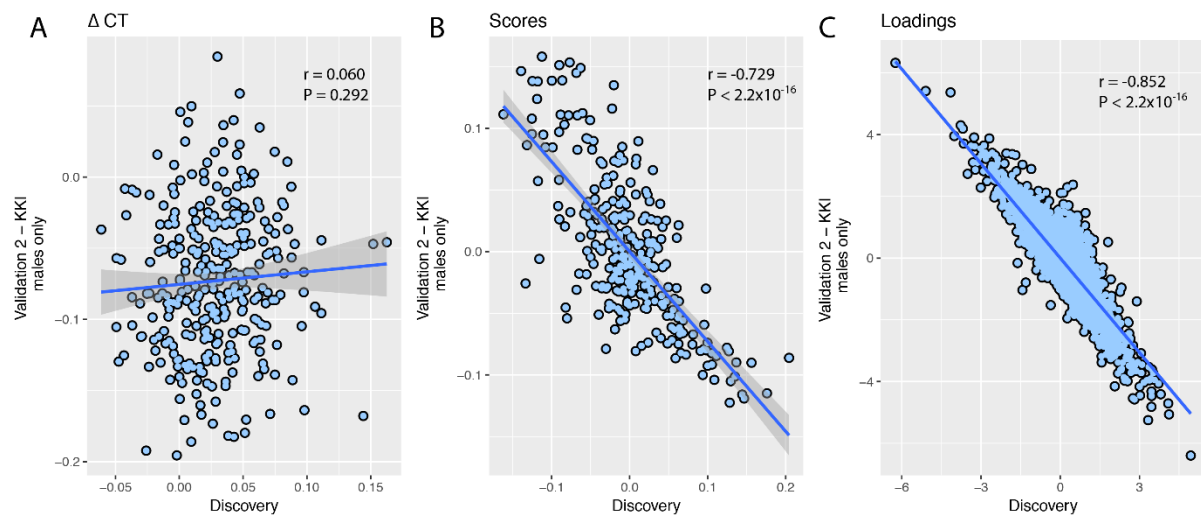 A
Δ CT
r = 0.060
P = 0.292
Validation 2 – KKI
males only
0.0
−0.1
−0.2
−0.05
0.00
0.05
0.10
0.15
Discovery
B
Scores
r = -0.729
P < 2.2x10⁻¹⁶
Validation 2 – KKI
males only
0.1
0.0
−0.1
−0.1
0.0
0.1
0.2
Discovery
C
Loadings
r = -0.852
P < 2.2x10⁻¹⁶
Validation 2 – KKI
males only
4
0
−4
−6
−3
0
3
Discovery